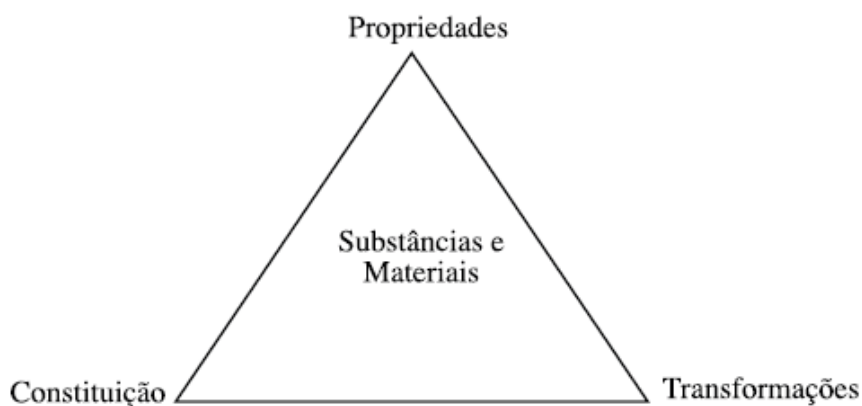 Propriedades
Substâncias e
Materiais
Constituição
Transformações